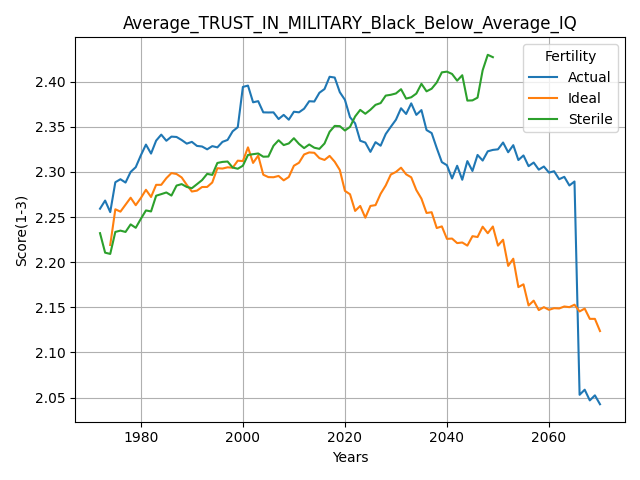 Average_TRUST_IN_MILITARY_Black_Below_Average_IQ
Fertility
Actual
Ideal
Sterile
Score(1-3)
2.40
2.35
2.30
2.25
2.20
2.15
2.10
2.05
1980
2000
2020
2040
2060
Years